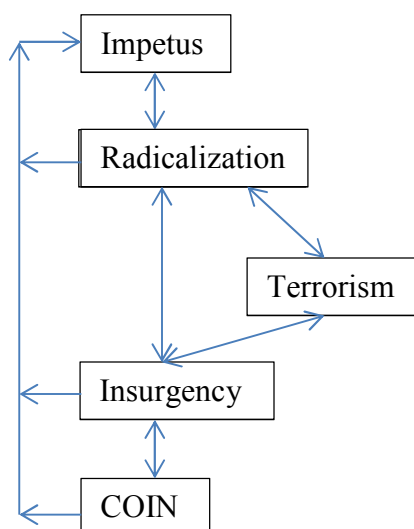 Impetus
Radicalization
Terrorism
Insurgency
COIN